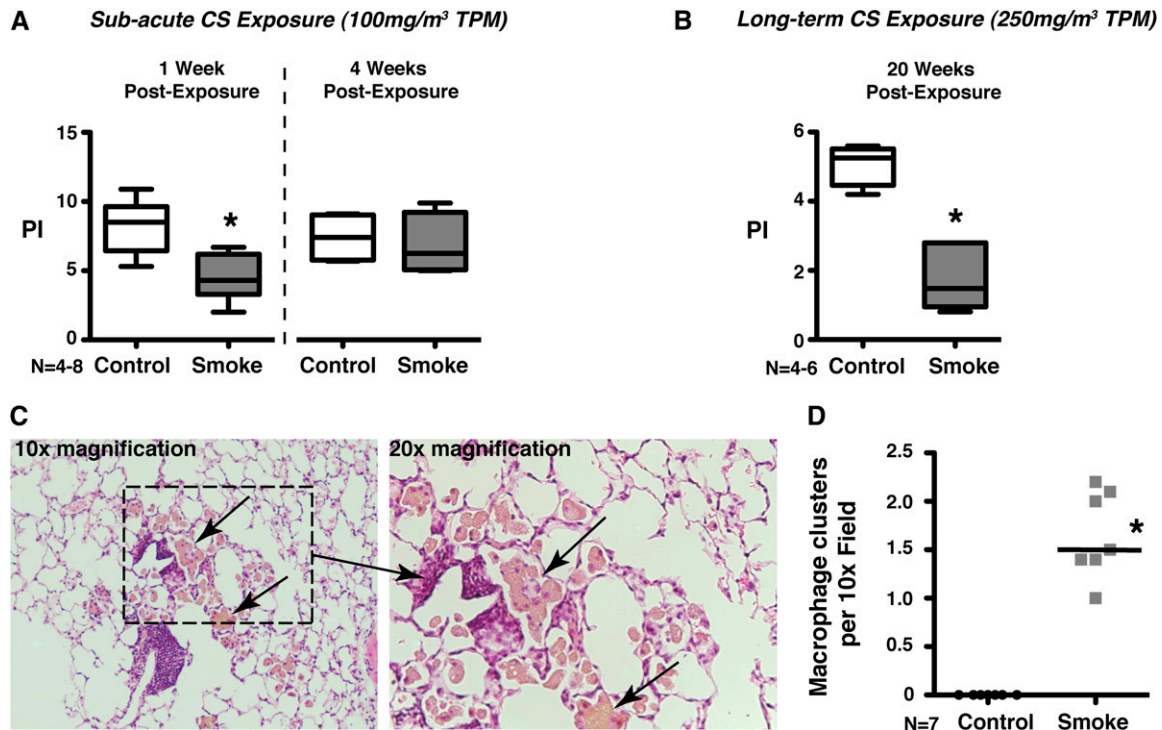 A
Sub-acute CS Exposure (100mg/m³ TPM)
1 Week
Post-Exposure
4 Weeks
Post-Exposure
15
10
5
0
PI
N=4-8
Control
Smoke
*
Control
Smoke
B
Long-term CS Exposure (250mg/m³ TPM)
20 Weeks
Post-Exposure
6
4
2
0
PI
N=4-6
Control
Smoke
*
C
10x magnification
20x magnification
D
2.5
2.0
1.5
1.0
0.5
0
Macrophage clusters
per 10x Field
*
N=7
Control
Smoke